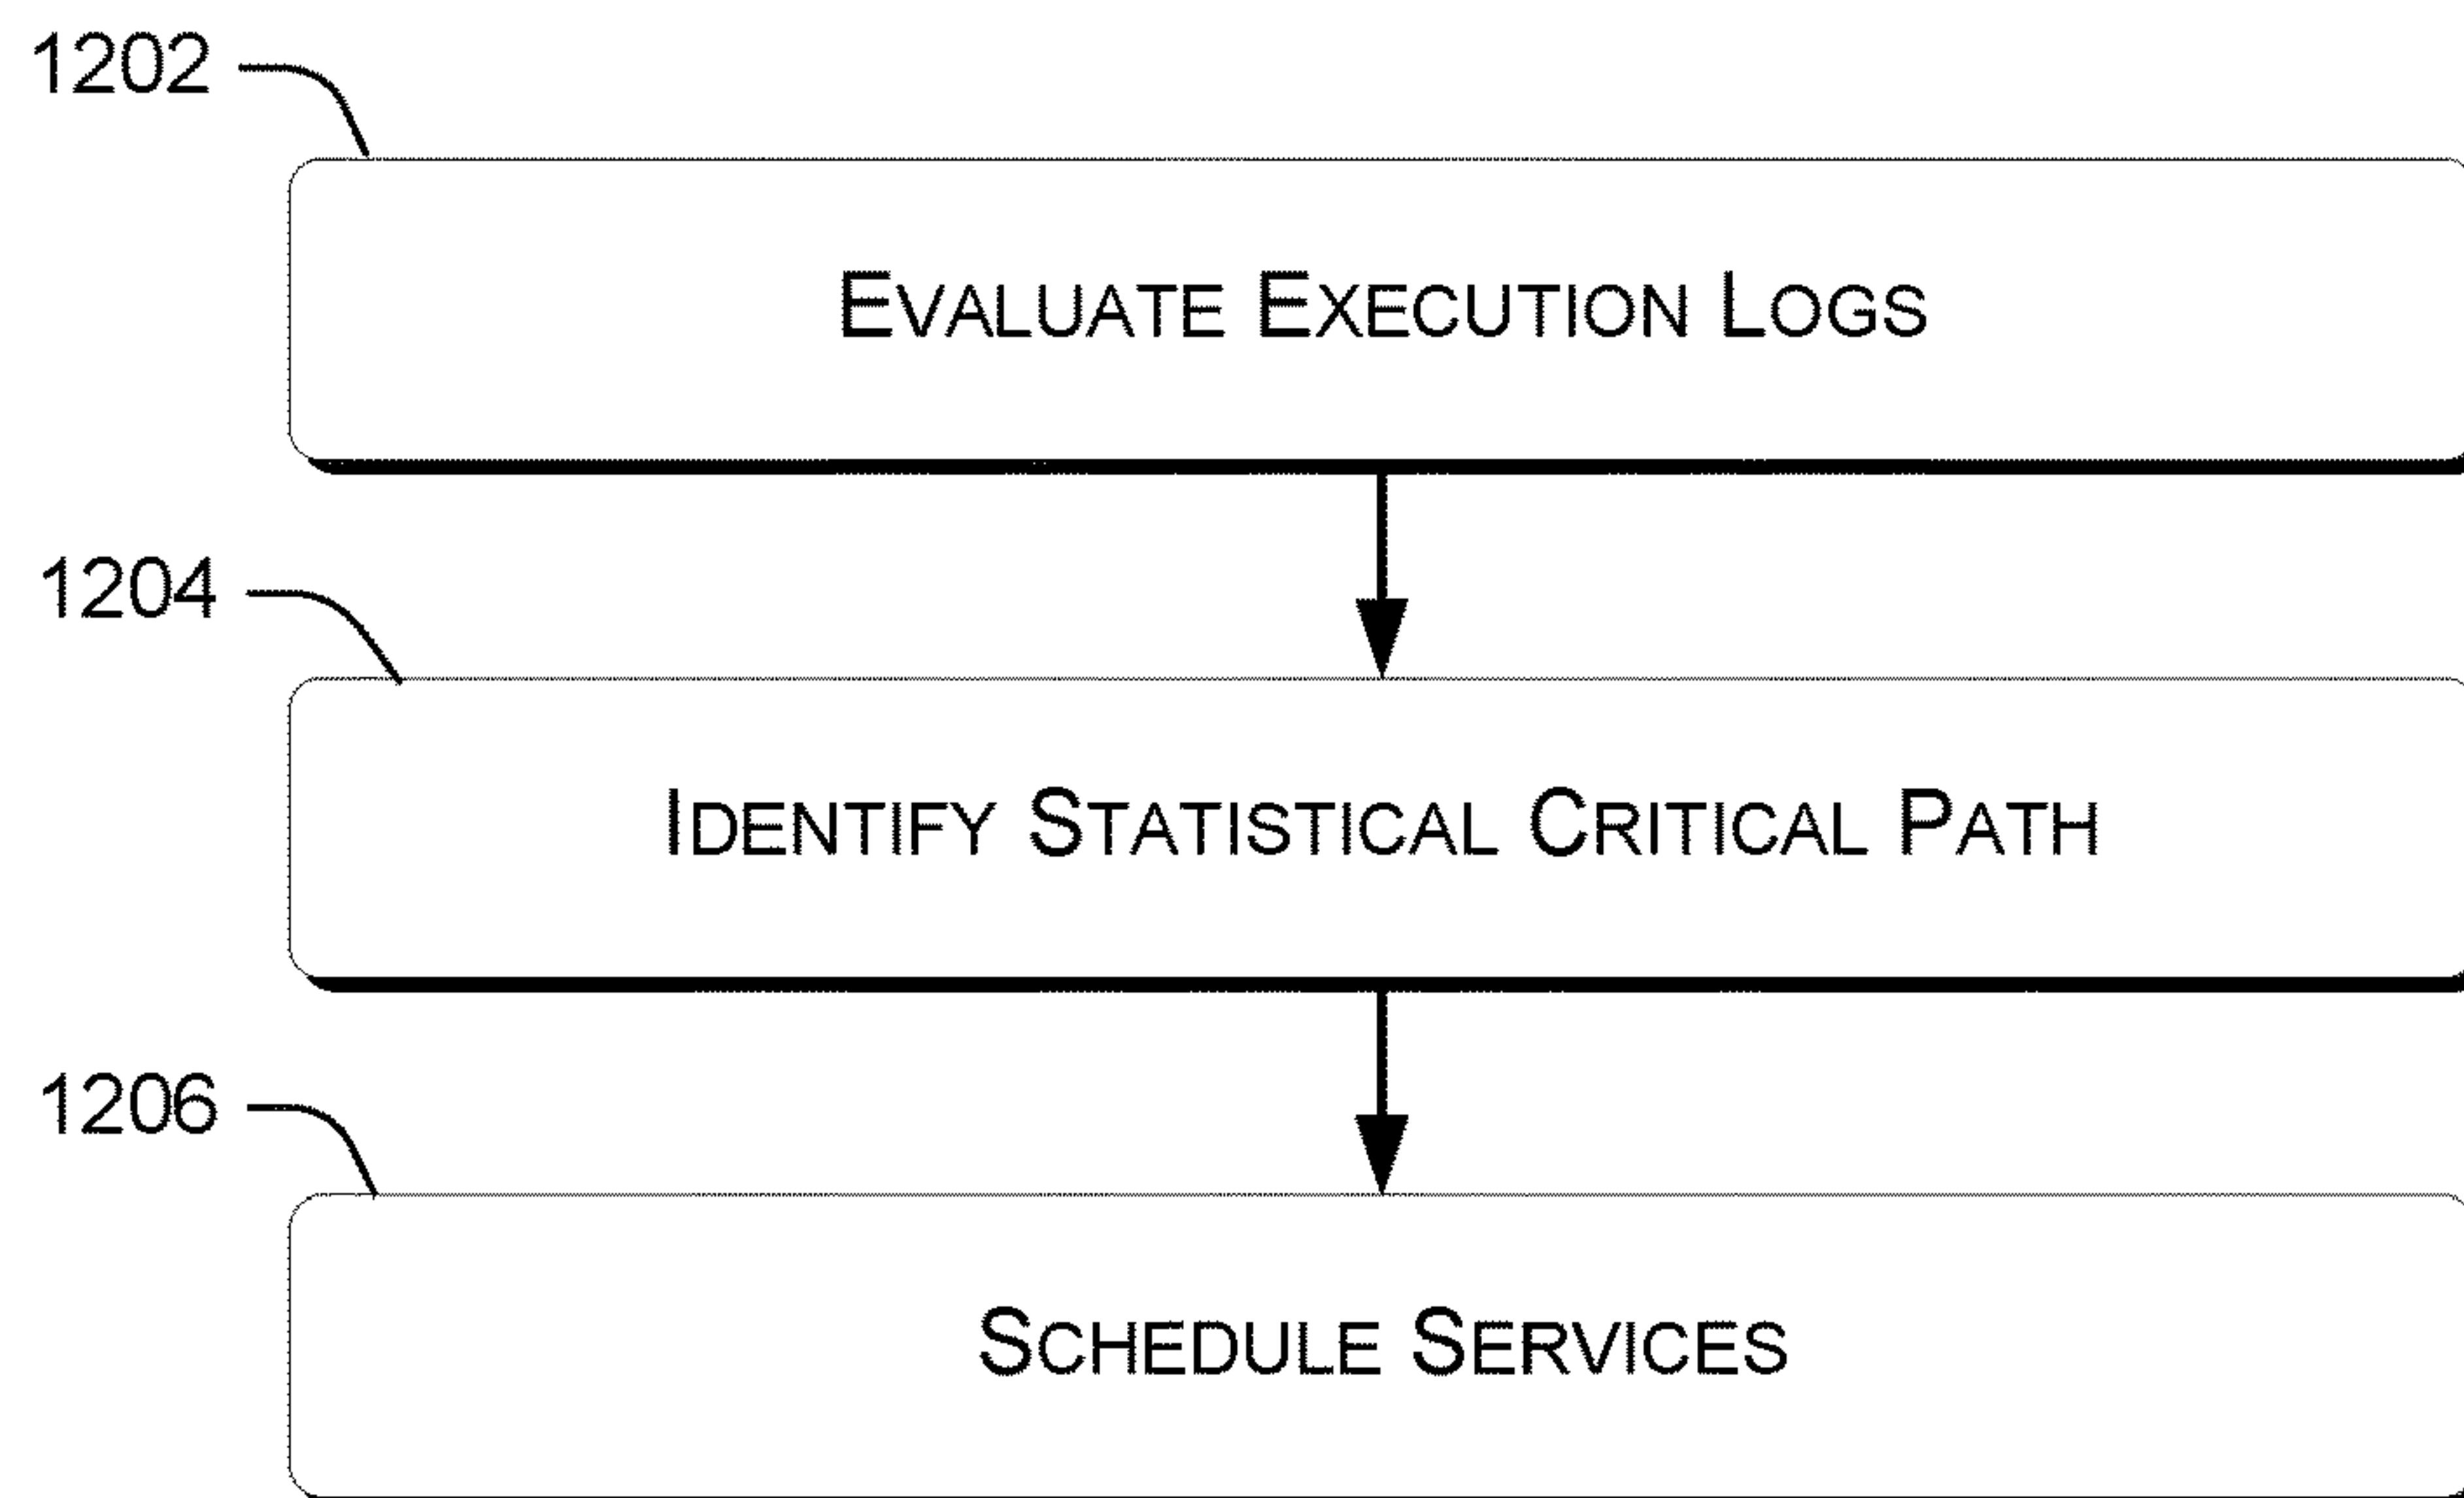 1202
EVALUATE EXECUTION LOGS
1204
IDENTIFY STATISTICAL CRITICAL PATH
1206
SCHEDULE SERVICES